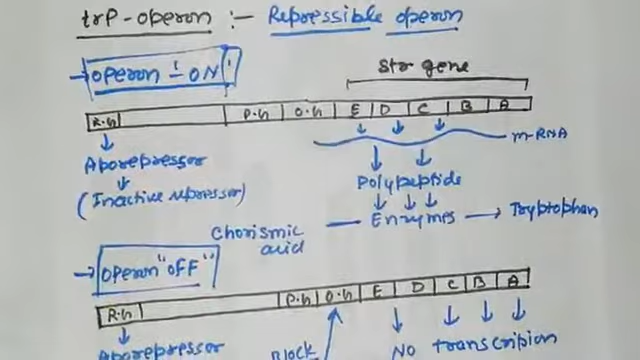 trp-operon :- Repressible operon
operon - ON
Str gene
R.G P.G O.G E D C B A
m-RNA
Aporepressor
(Inactive repressor)
Polypeptide
Chorismic acid — Enzymes → Tryptophan
operon "OFF"
R.G P.G O.G E D C B A
Aporepressor
Block
No transcription